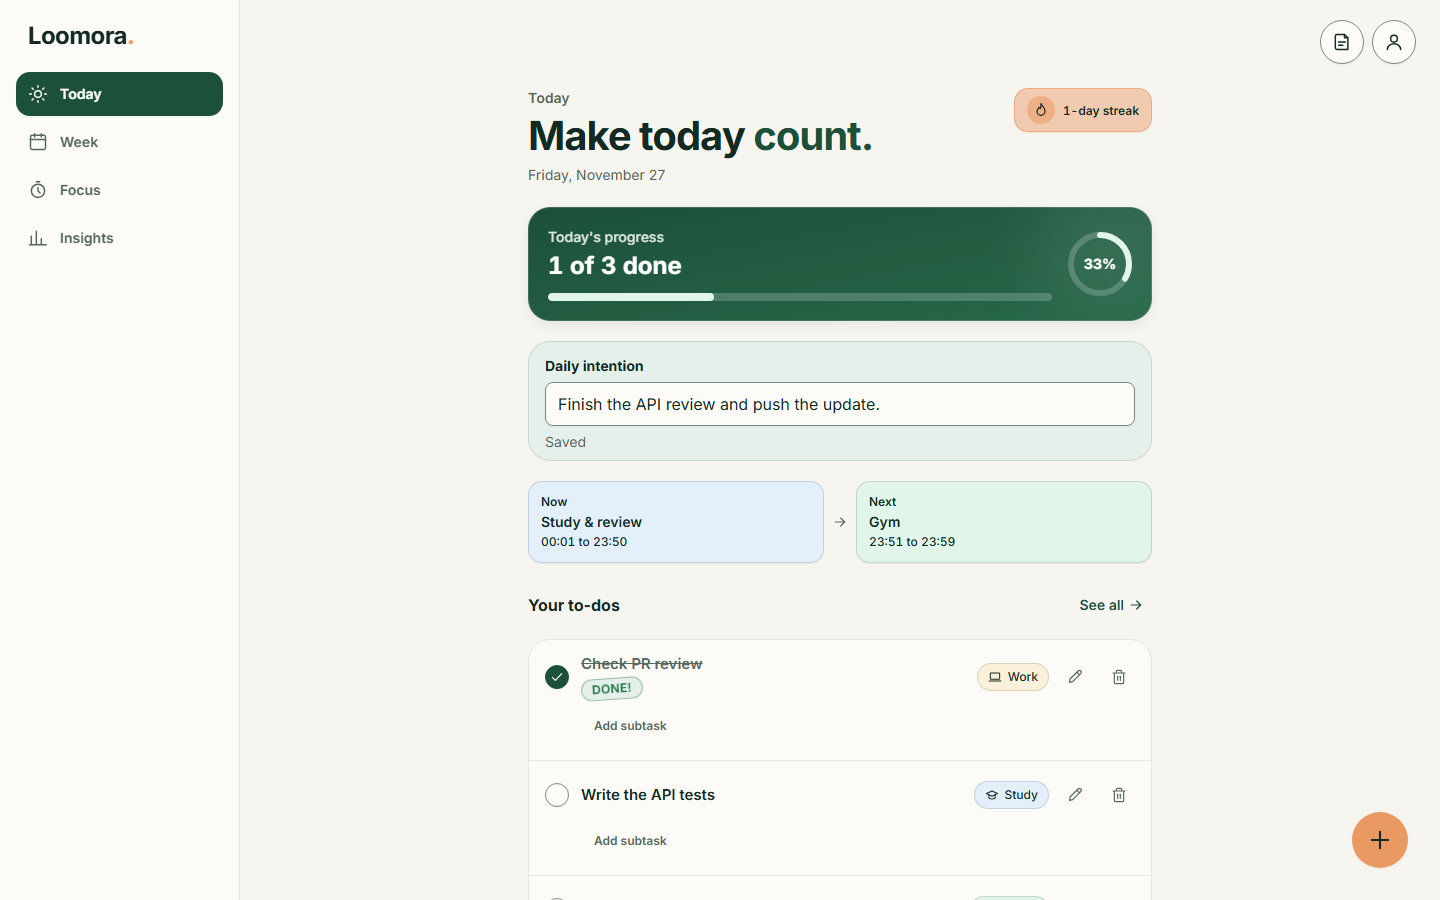 Loomora.
Today
Week
Focus
Insights
Today
Make today count.
Friday, November 27
1-day streak
Today's progress
1 of 3 done
33%
Daily intention
Finish the API review and push the update.
Saved
Now
Study & review
00:01 to 23:50
Next
Gym
23:51 to 23:59
Your to-dos
See all
Check PR review
DONE!
Work
Add subtask
Write the API tests
Study
Add subtask